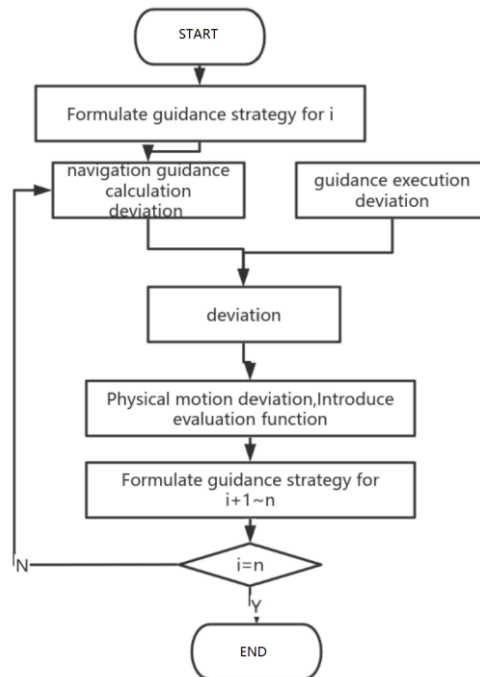 START
Formulate guidance strategy for i
navigation guidance
calculation
deviation
guidance execution
deviation
deviation
Physical motion deviation,Introduce
evaluation function
Formulate guidance strategy for
i+1~n
i=n
N
Y
END